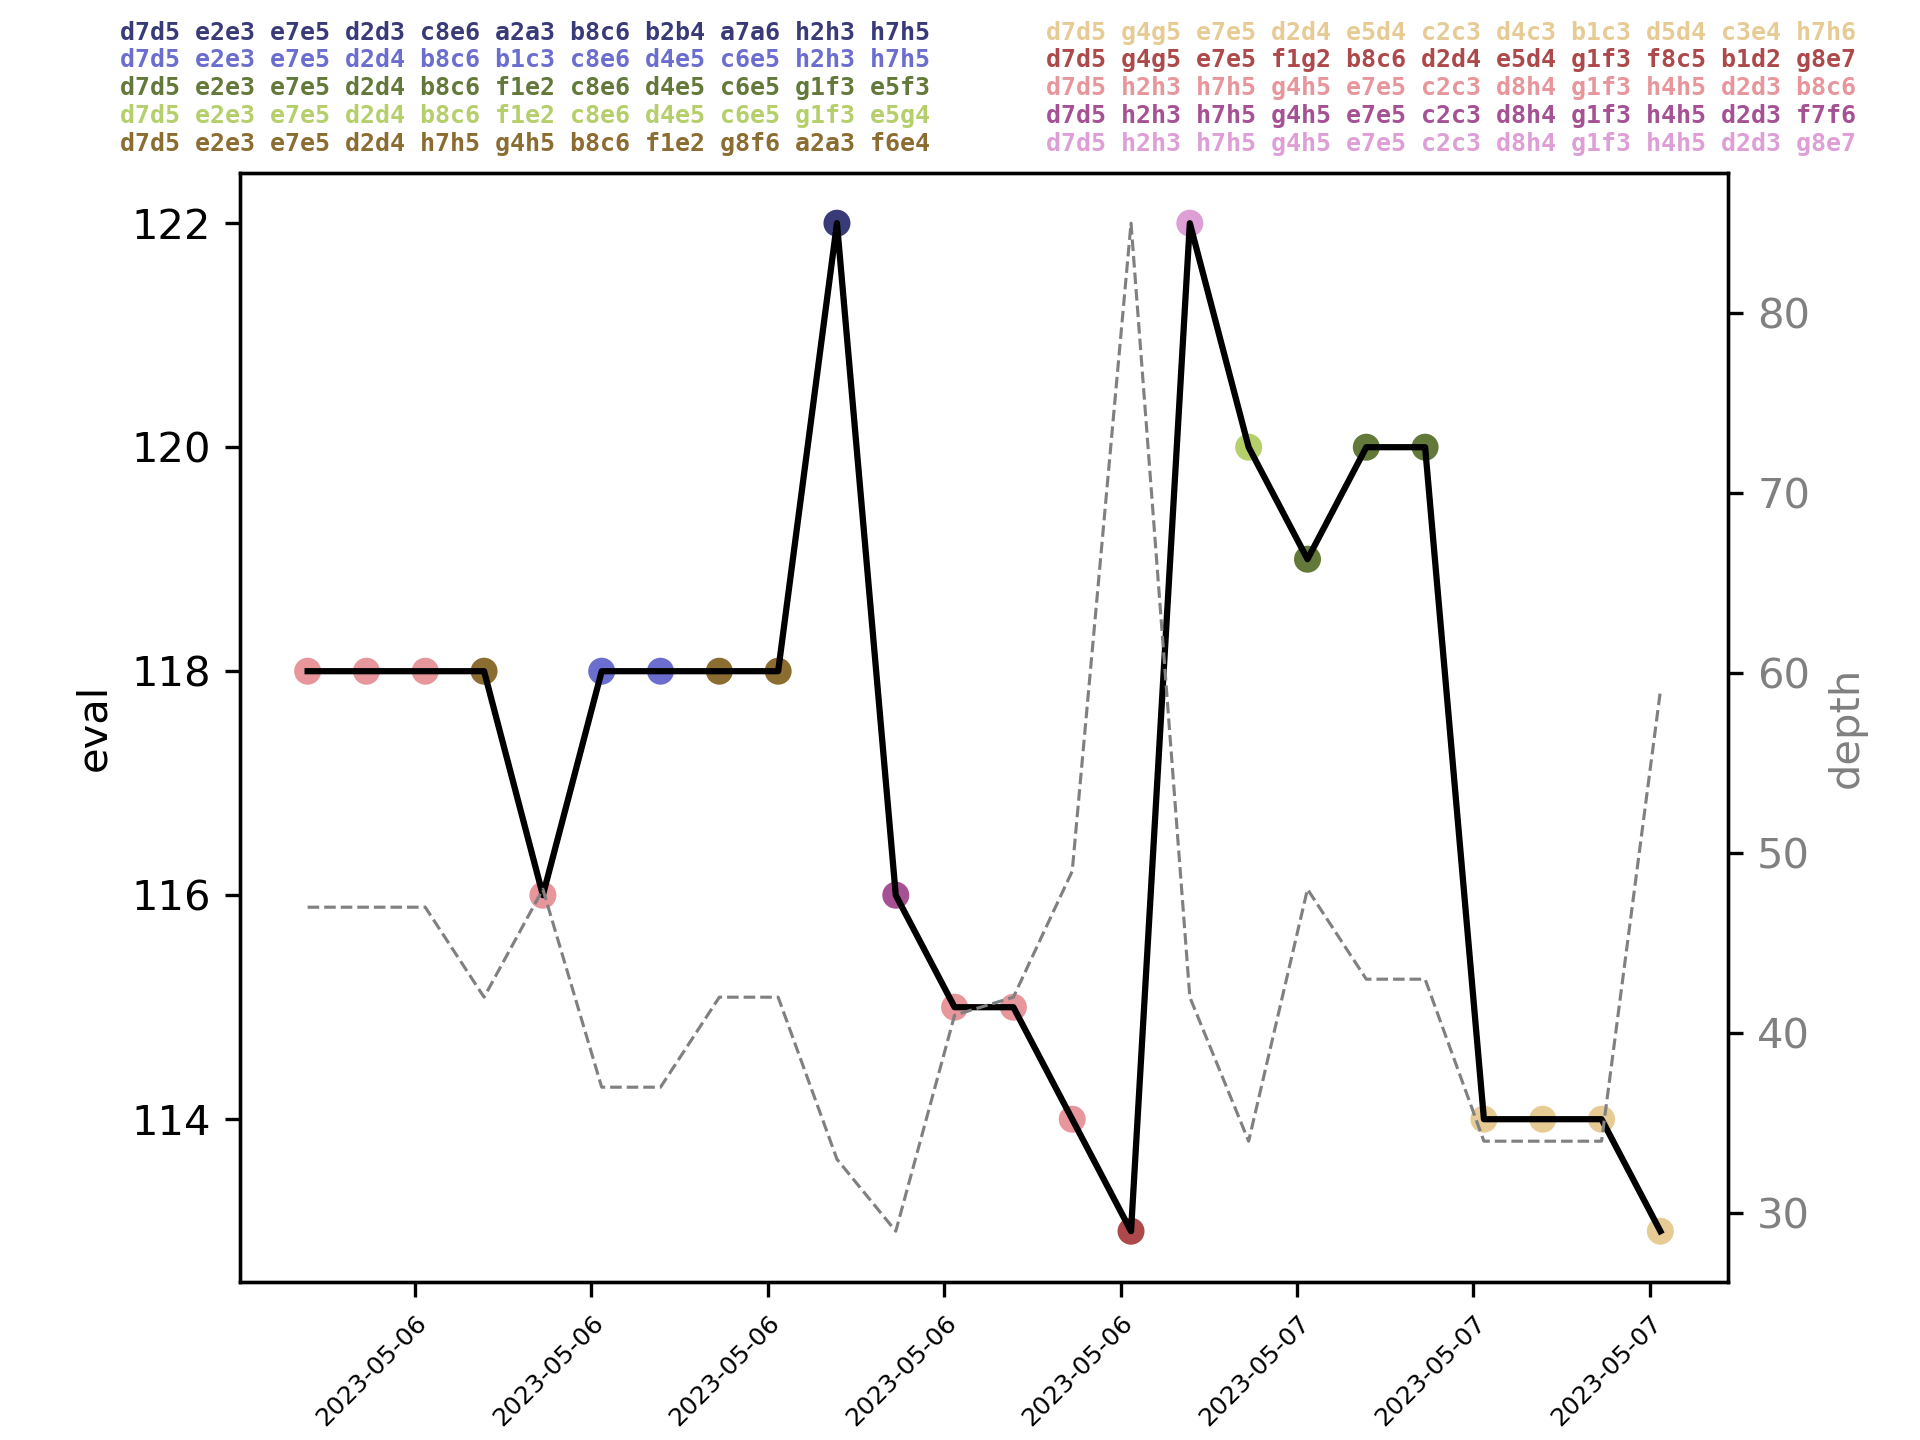 d7d5 e2e3 e7e5 d2d3 c8e6 a2a3 b8c6 b2b4 a7a6 h2h3 h7h5
d7d5 e2e3 e7e5 d2d4 b8c6 b1c3 c8e6 d4e5 c6e5 h2h3 h7h5
d7d5 e2e3 e7e5 d2d4 b8c6 f1e2 c8e6 d4e5 c6e5 g1f3 e5f3
d7d5 e2e3 e7e5 d2d4 b8c6 f1e2 c8e6 d4e5 c6e5 g1f3 e5g4
d7d5 e2e3 e7e5 d2d4 h7h5 g4h5 b8c6 f1e2 g8f6 a2a3 f6e4
d7d5 g4g5 e7e5 d2d4 e5d4 c2c3 d4c3 b1c3 d5d4 c3e4 h7h6
d7d5 g4g5 e7e5 f1g2 b8c6 d2d4 e5d4 g1f3 f8c5 b1d2 g8e7
d7d5 h2h3 h7h5 g4h5 e7e5 c2c3 d8h4 g1f3 h4h5 d2d3 b8c6
d7d5 h2h3 h7h5 g4h5 e7e5 c2c3 d8h4 g1f3 h4h5 d2d3 f7f6
d7d5 h2h3 h7h5 g4h5 e7e5 c2c3 d8h4 g1f3 h4h5 d2d3 g8e7
eval
122
120
118
116
114
80
70
60
50
40
30
depth
2023-05-06
2023-05-06
2023-05-06
2023-05-06
2023-05-06
2023-05-07
2023-05-07
2023-05-07